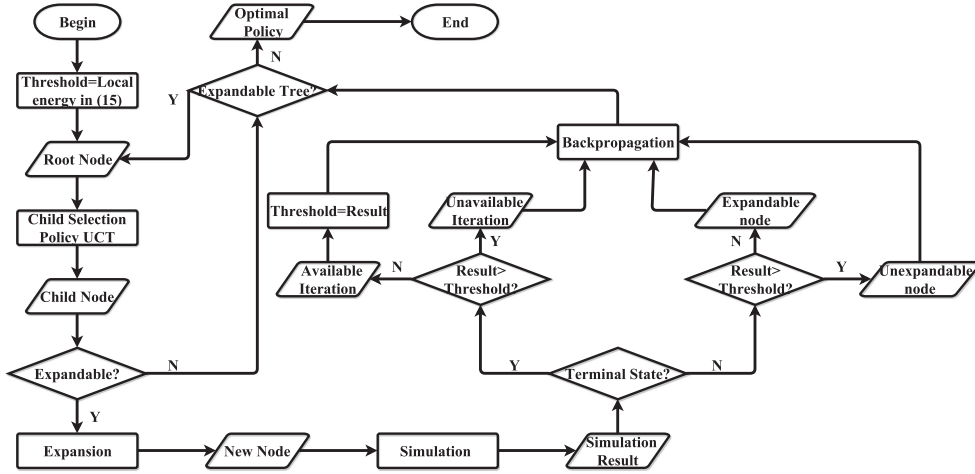 Begin
Optimal
Policy
End
N
Threshold=Local
energy in (15)
Y
Expandable Tree?
Root Node
Backpropagation
Child Selection
Policy UCT
Threshold=Result
Unavailable
Iteration
Expandable
node
Y
N
Child Node
Available
Iteration
N
Result>
Threshold?
Result>
Threshold?
Y
Unexpandable
node
Expandable?
N
Y
Terminal State?
N
Y
Expansion
New Node
Simulation
Simulation
Result